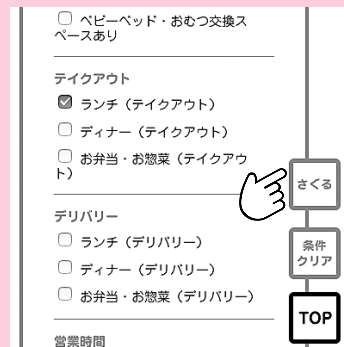 ベビーベッド・おむつ交換ス
ペースあり
テイクアウト
ランチ（テイクアウト）
ディナー（テイクアウト）
お弁当・お惣菜（テイクアウ
ト）
さくる
デリバリー
ランチ（デリバリー）
条件
クリア
ディナー（デリバリー）
お弁当・お惣菜（デリバリー）
TOP
営業時間